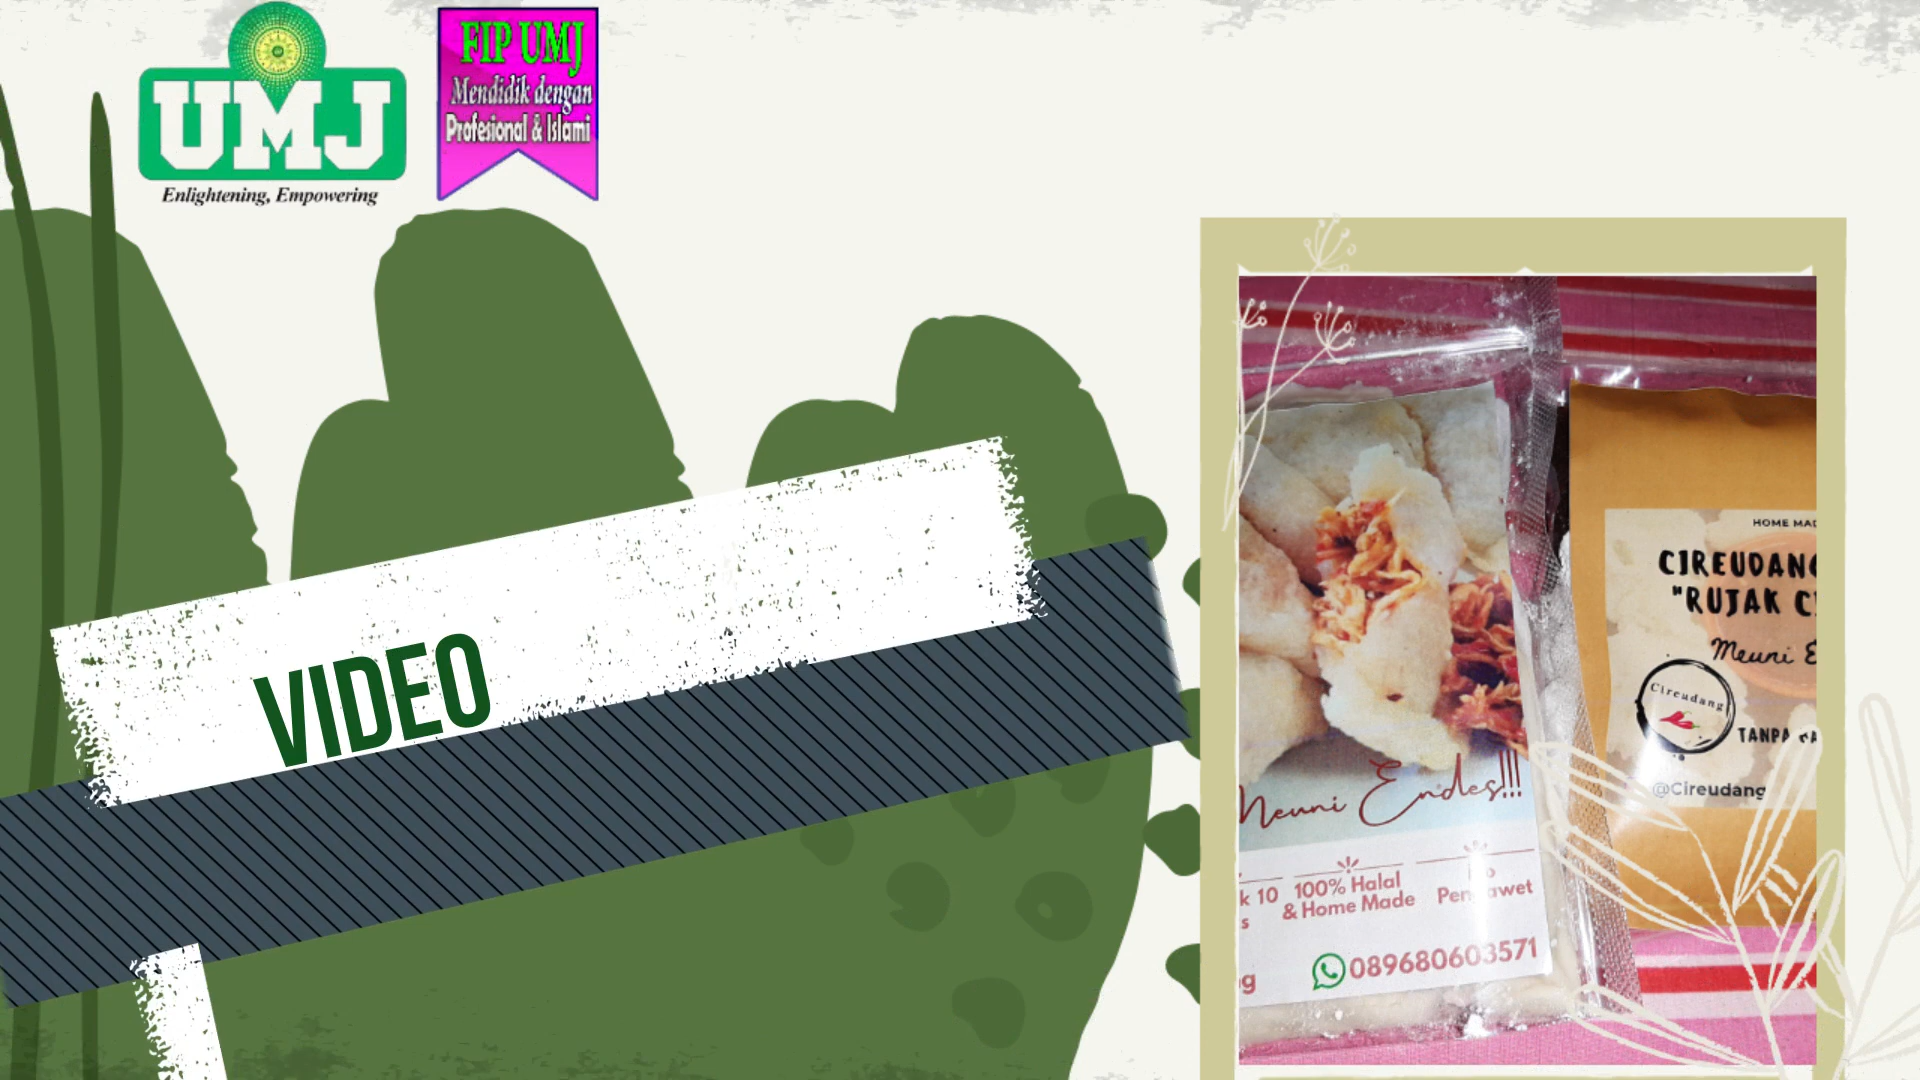 UMJ
Enlightening, Empowering
FIP UMJ
Mendidik dengan
Profesional & Islami
VIDEO
Meuni Endes!!!
k 10
s
100% Halal
& Home Made
089680603571
g
HOME MAD
CIREUDANG
"RUJAK C
Meuni E
Cireudang
TANPA
@Cireudang